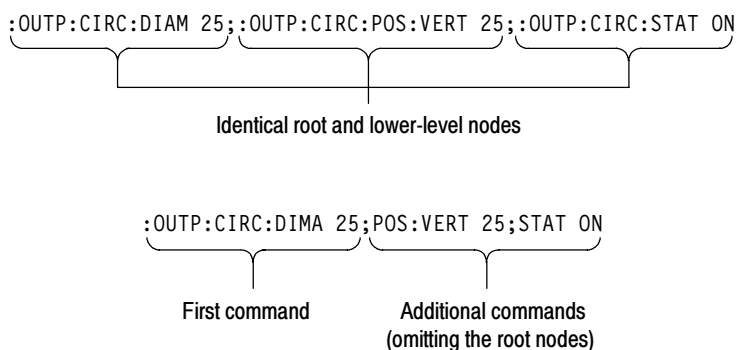 :OUTP:CIRC:DIAM 25;:OUTP:CIRC:POS:VERT 25;:OUTP:CIRC:STAT ON
Identical root and lower-level nodes
:OUTP:CIRC:DIMA 25;POS:VERT 25;STAT ON
First command
Additional commands
(omitting the root nodes)